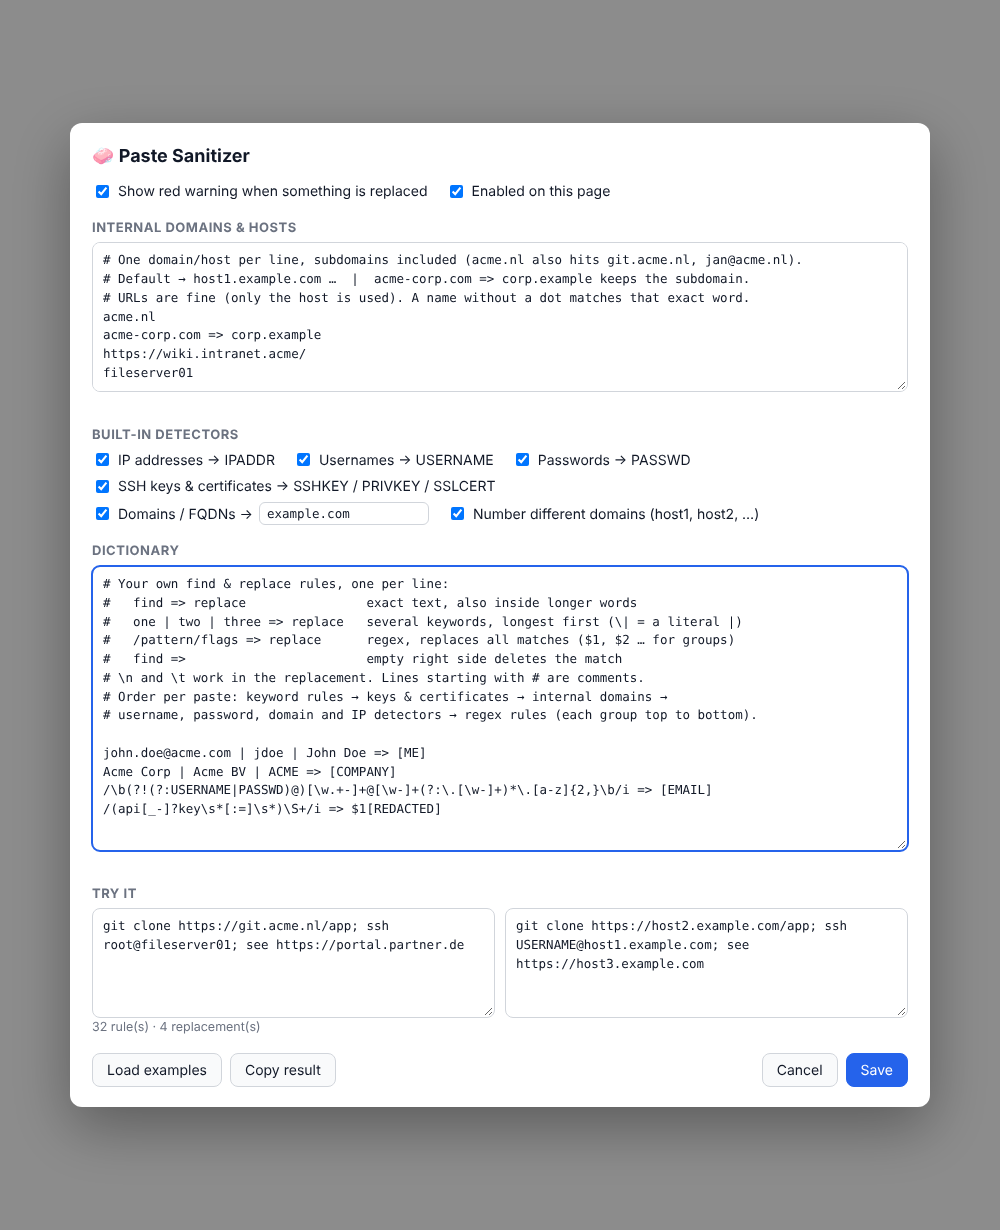 🧼 Paste Sanitizer
Show red warning when something is replaced Enabled on this page
INTERNAL DOMAINS & HOSTS
# One domain/host per line, subdomains included (acme.nl also hits git.acme.nl, jan@acme.nl).
# Default → host1.example.com …  |  acme-corp.com => corp.example keeps the subdomain.
# URLs are fine (only the host is used). A name without a dot matches that exact word.
acme.nl
acme-corp.com => corp.example
https://wiki.intranet.acme/
fileserver01
BUILT-IN DETECTORS
IP addresses → IPADDR Usernames → USERNAME Passwords → PASSWD
SSH keys & certificates → SSHKEY / PRIVKEY / SSLCERT
Domains / FQDNs → example.com Number different domains (host1, host2, ...)
DICTIONARY
# Your own find & replace rules, one per line:
#   find => replace                exact text, also inside longer words
#   one | two | three => replace   several keywords, longest first (\| = a literal |)
#   /pattern/flags => replace      regex, replaces all matches ($1, $2 … for groups)
#   find =>                        empty right side deletes the match
# \n and \t work in the replacement. Lines starting with # are comments.
# Order per paste: keyword rules → keys & certificates → internal domains →
# username, password, domain and IP detectors → regex rules (each group top to bottom).
john.doe@acme.com | jdoe | John Doe => [ME]
Acme Corp | Acme BV | ACME => [COMPANY]
/\b(?!(?:USERNAME|PASSWD)@)[\w.+-]+@[\w-]+(?:\.[\w-]+)*\.[a-z]{2,}\b/i => [EMAIL]
/(api[_-]?key\s*[:=]\s*)\S+/i => $1[REDACTED]
TRY IT
git clone https://git.acme.nl/app; ssh
root@fileserver01; see https://portal.partner.de
git clone https://host2.example.com/app; ssh
USERNAME@host1.example.com; see
https://host3.example.com
32 rule(s) · 4 replacement(s)
Load examples Copy result Cancel Save